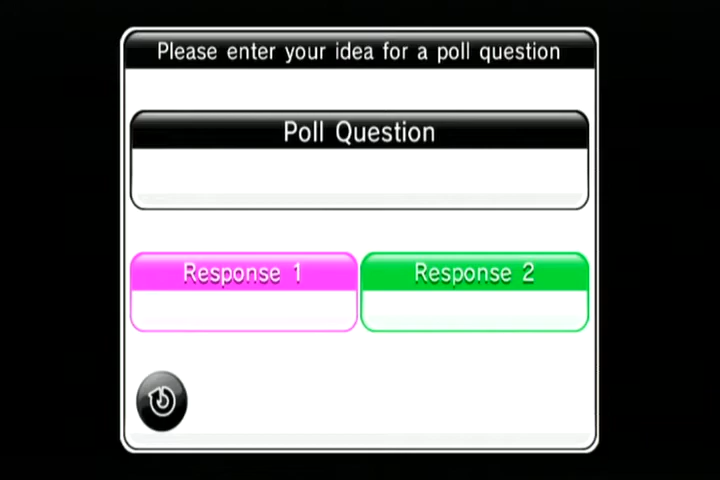 Please enter your idea for a poll question
Poll Question
Response 1
Response 2